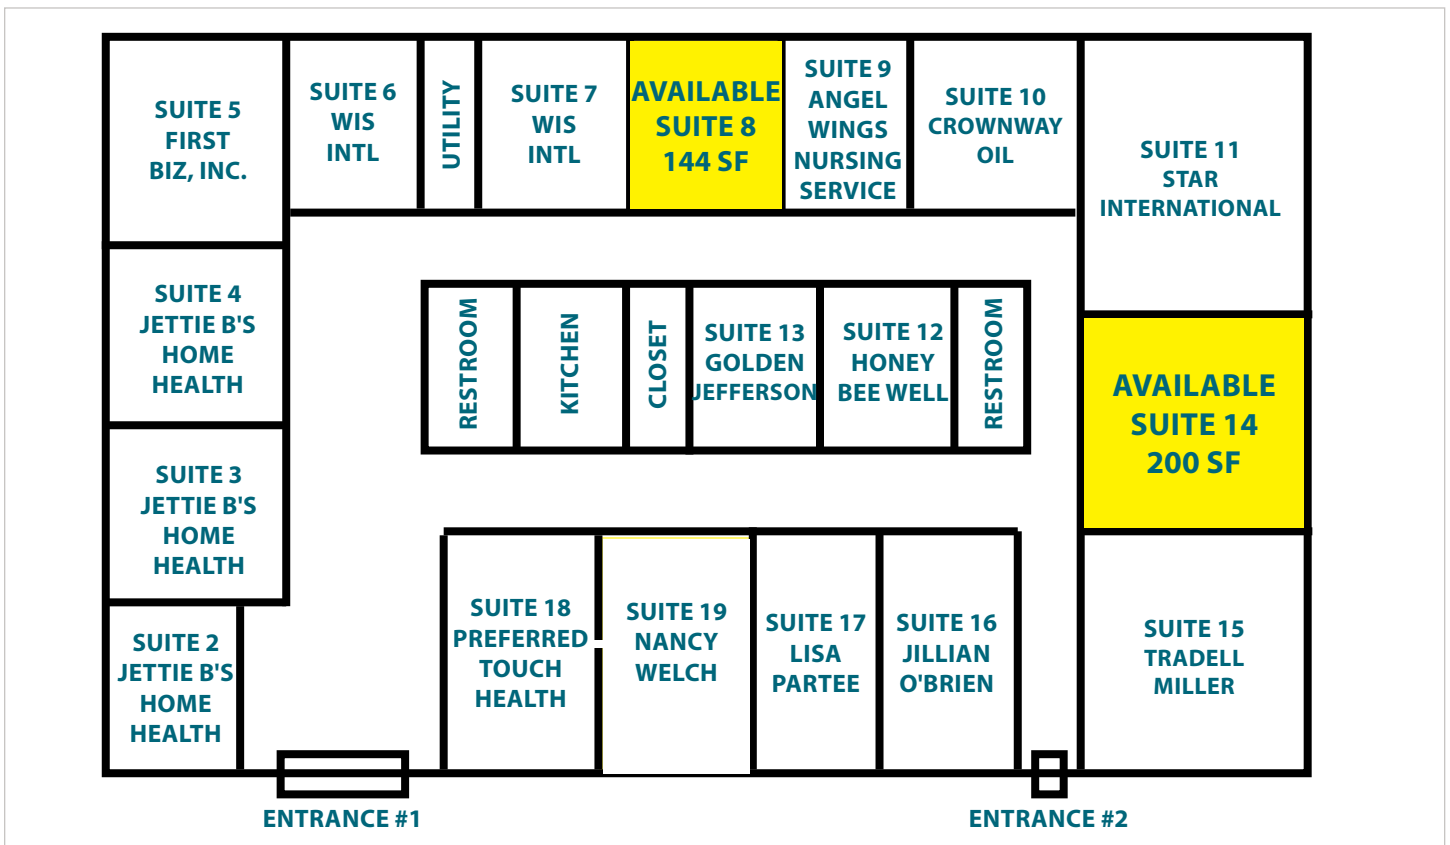 SUITE 5
FIRST
BIZ, INC.
SUITE 6
WIS
INTL
UTILITY
SUITE 7
WIS
INTL
AVAILABLE
SUITE 8
144 SF
SUITE 9
ANGEL
WINGS
NURSING
SERVICE
SUITE 10
CROWNWAY
OIL
SUITE 11
STAR
INTERNATIONAL
SUITE 4
JETTIE B'S
HOME
HEALTH
RESTROOM
KITCHEN
CLOSET
SUITE 13
GOLDEN
JEFFERSON
SUITE 12
HONEY
BEE WELL
RESTROOM
AVAILABLE
SUITE 14
200 SF
SUITE 3
JETTIE B'S
HOME
HEALTH
SUITE 2
JETTIE B'S
HOME
HEALTH
SUITE 18
PREFERRED
TOUCH
HEALTH
SUITE 19
NANCY
WELCH
SUITE 17
LISA
PARTEE
SUITE 16
JILLIAN
O'BRIEN
SUITE 15
TRADELL
MILLER
ENTRANCE #1
ENTRANCE #2